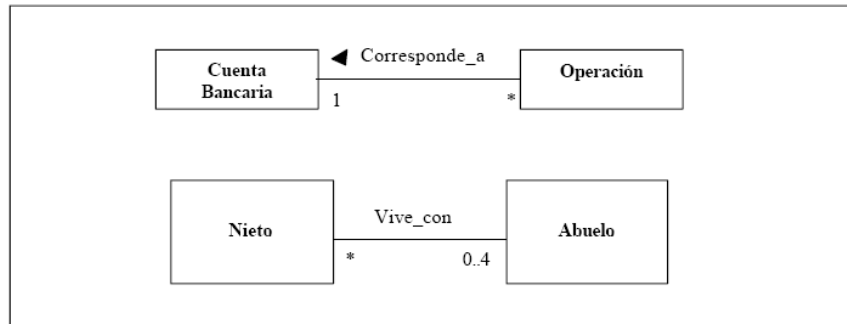 Corresponde_a
Cuenta
Bancaria
Operación
1
*
Nieto
Vive_con
Abuelo
*
0..4